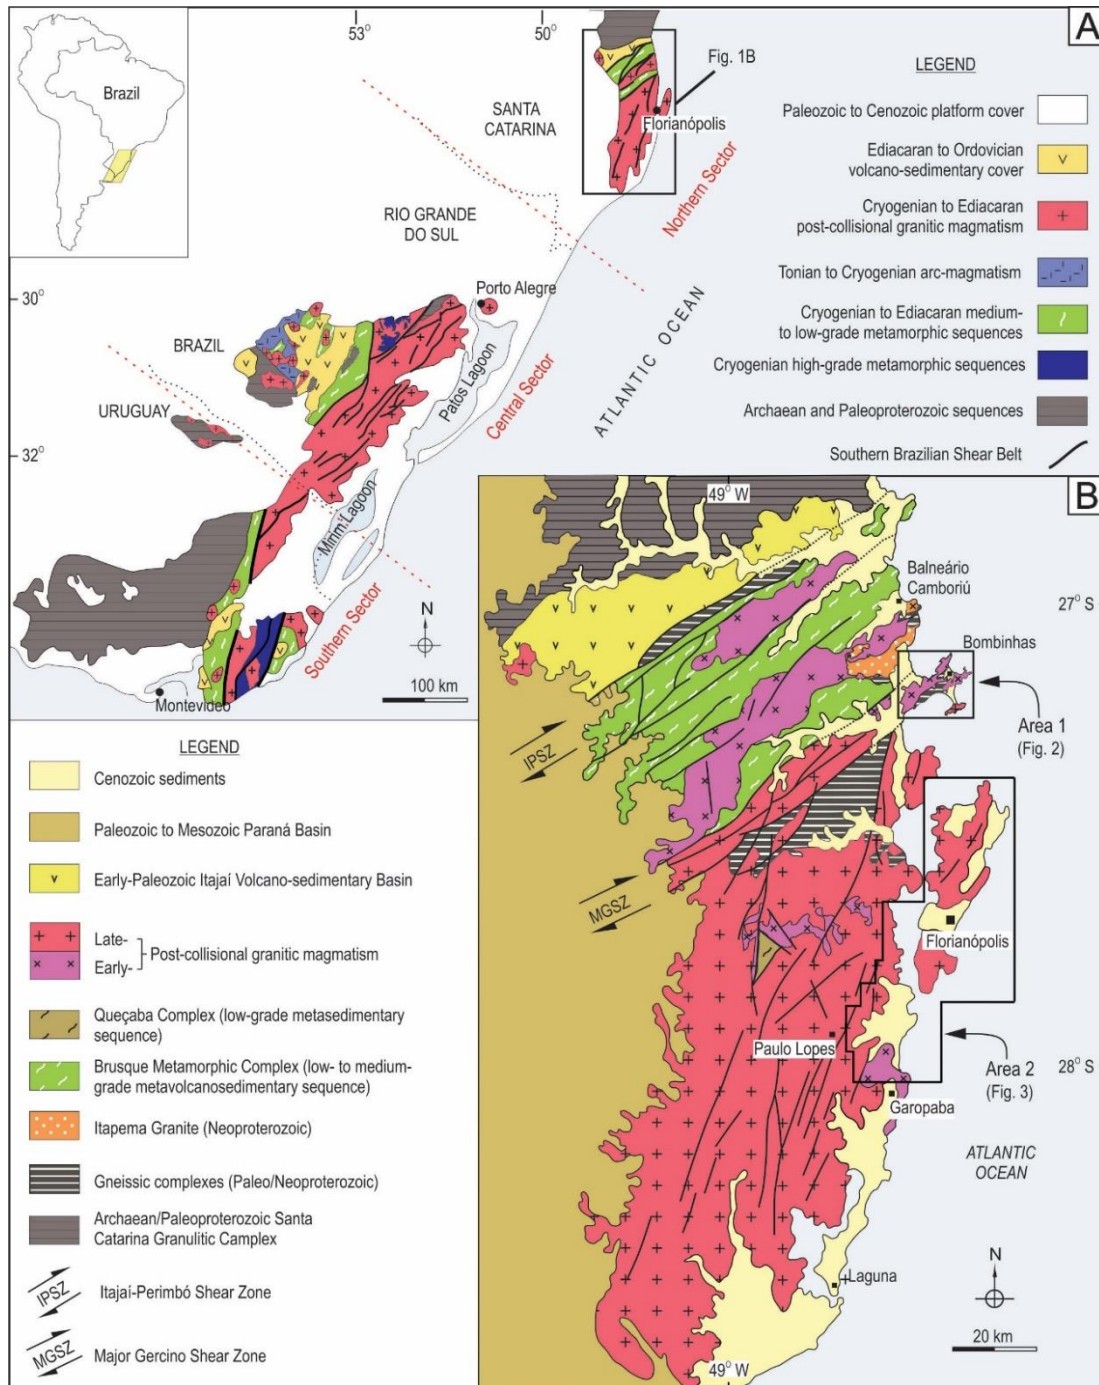 A
53°
50°
Brazil
Fig. 1B
SANTA
CATARINA
Florianópolis
Northern Sector
RIO GRANDE
DO SUL
30°
Porto Alegre
BRAZIL
Patos Lagoon
Central Sector
ATLANTIC OCEAN
URUGUAY
32°
Mirim Lagoon
Southern Sector
N
100 km
Montevideo
LEGEND
Paleozoic to Cenozoic platform cover
Ediacaran to Ordovician
volcano-sedimentary cover
Cryogenian to Ediacaran
post-collisional granitic magmatism
Tonian to Cryogenian arc-magmatism
Cryogenian to Ediacaran medium-
to low-grade metamorphic sequences
Cryogenian high-grade metamorphic sequences
Archaean and Paleoproterozoic sequences
Southern Brazilian Shear Belt
B
49° W
Balneário
Camboriú
27° S
Bombinhas
Area 1
(Fig. 2)
IPSZ
MGSZ
Florianópolis
Paulo Lopes
Area 2
(Fig. 3)
28° S
Garopaba
ATLANTIC
OCEAN
Laguna
N
20 km
49° W
LEGEND
Cenozoic sediments
Paleozoic to Mesozoic Paraná Basin
Early-Paleozoic Itajaí Volcano-sedimentary Basin
Late-
Early-
Post-collisional granitic magmatism
Queçaba Complex (low-grade metasedimentary
sequence)
Brusque Metamorphic Complex (low- to medium-
grade metavolcanosedimentary sequence)
Itapema Granite (Neoproterozoic)
Gneissic complexes (Paleo/Neoproterozoic)
Archaean/Paleoproterozoic Santa
Catarina Granulitic Camplex
IPSZ
Itajaí-Perimbó Shear Zone
MGSZ
Major Gercino Shear Zone